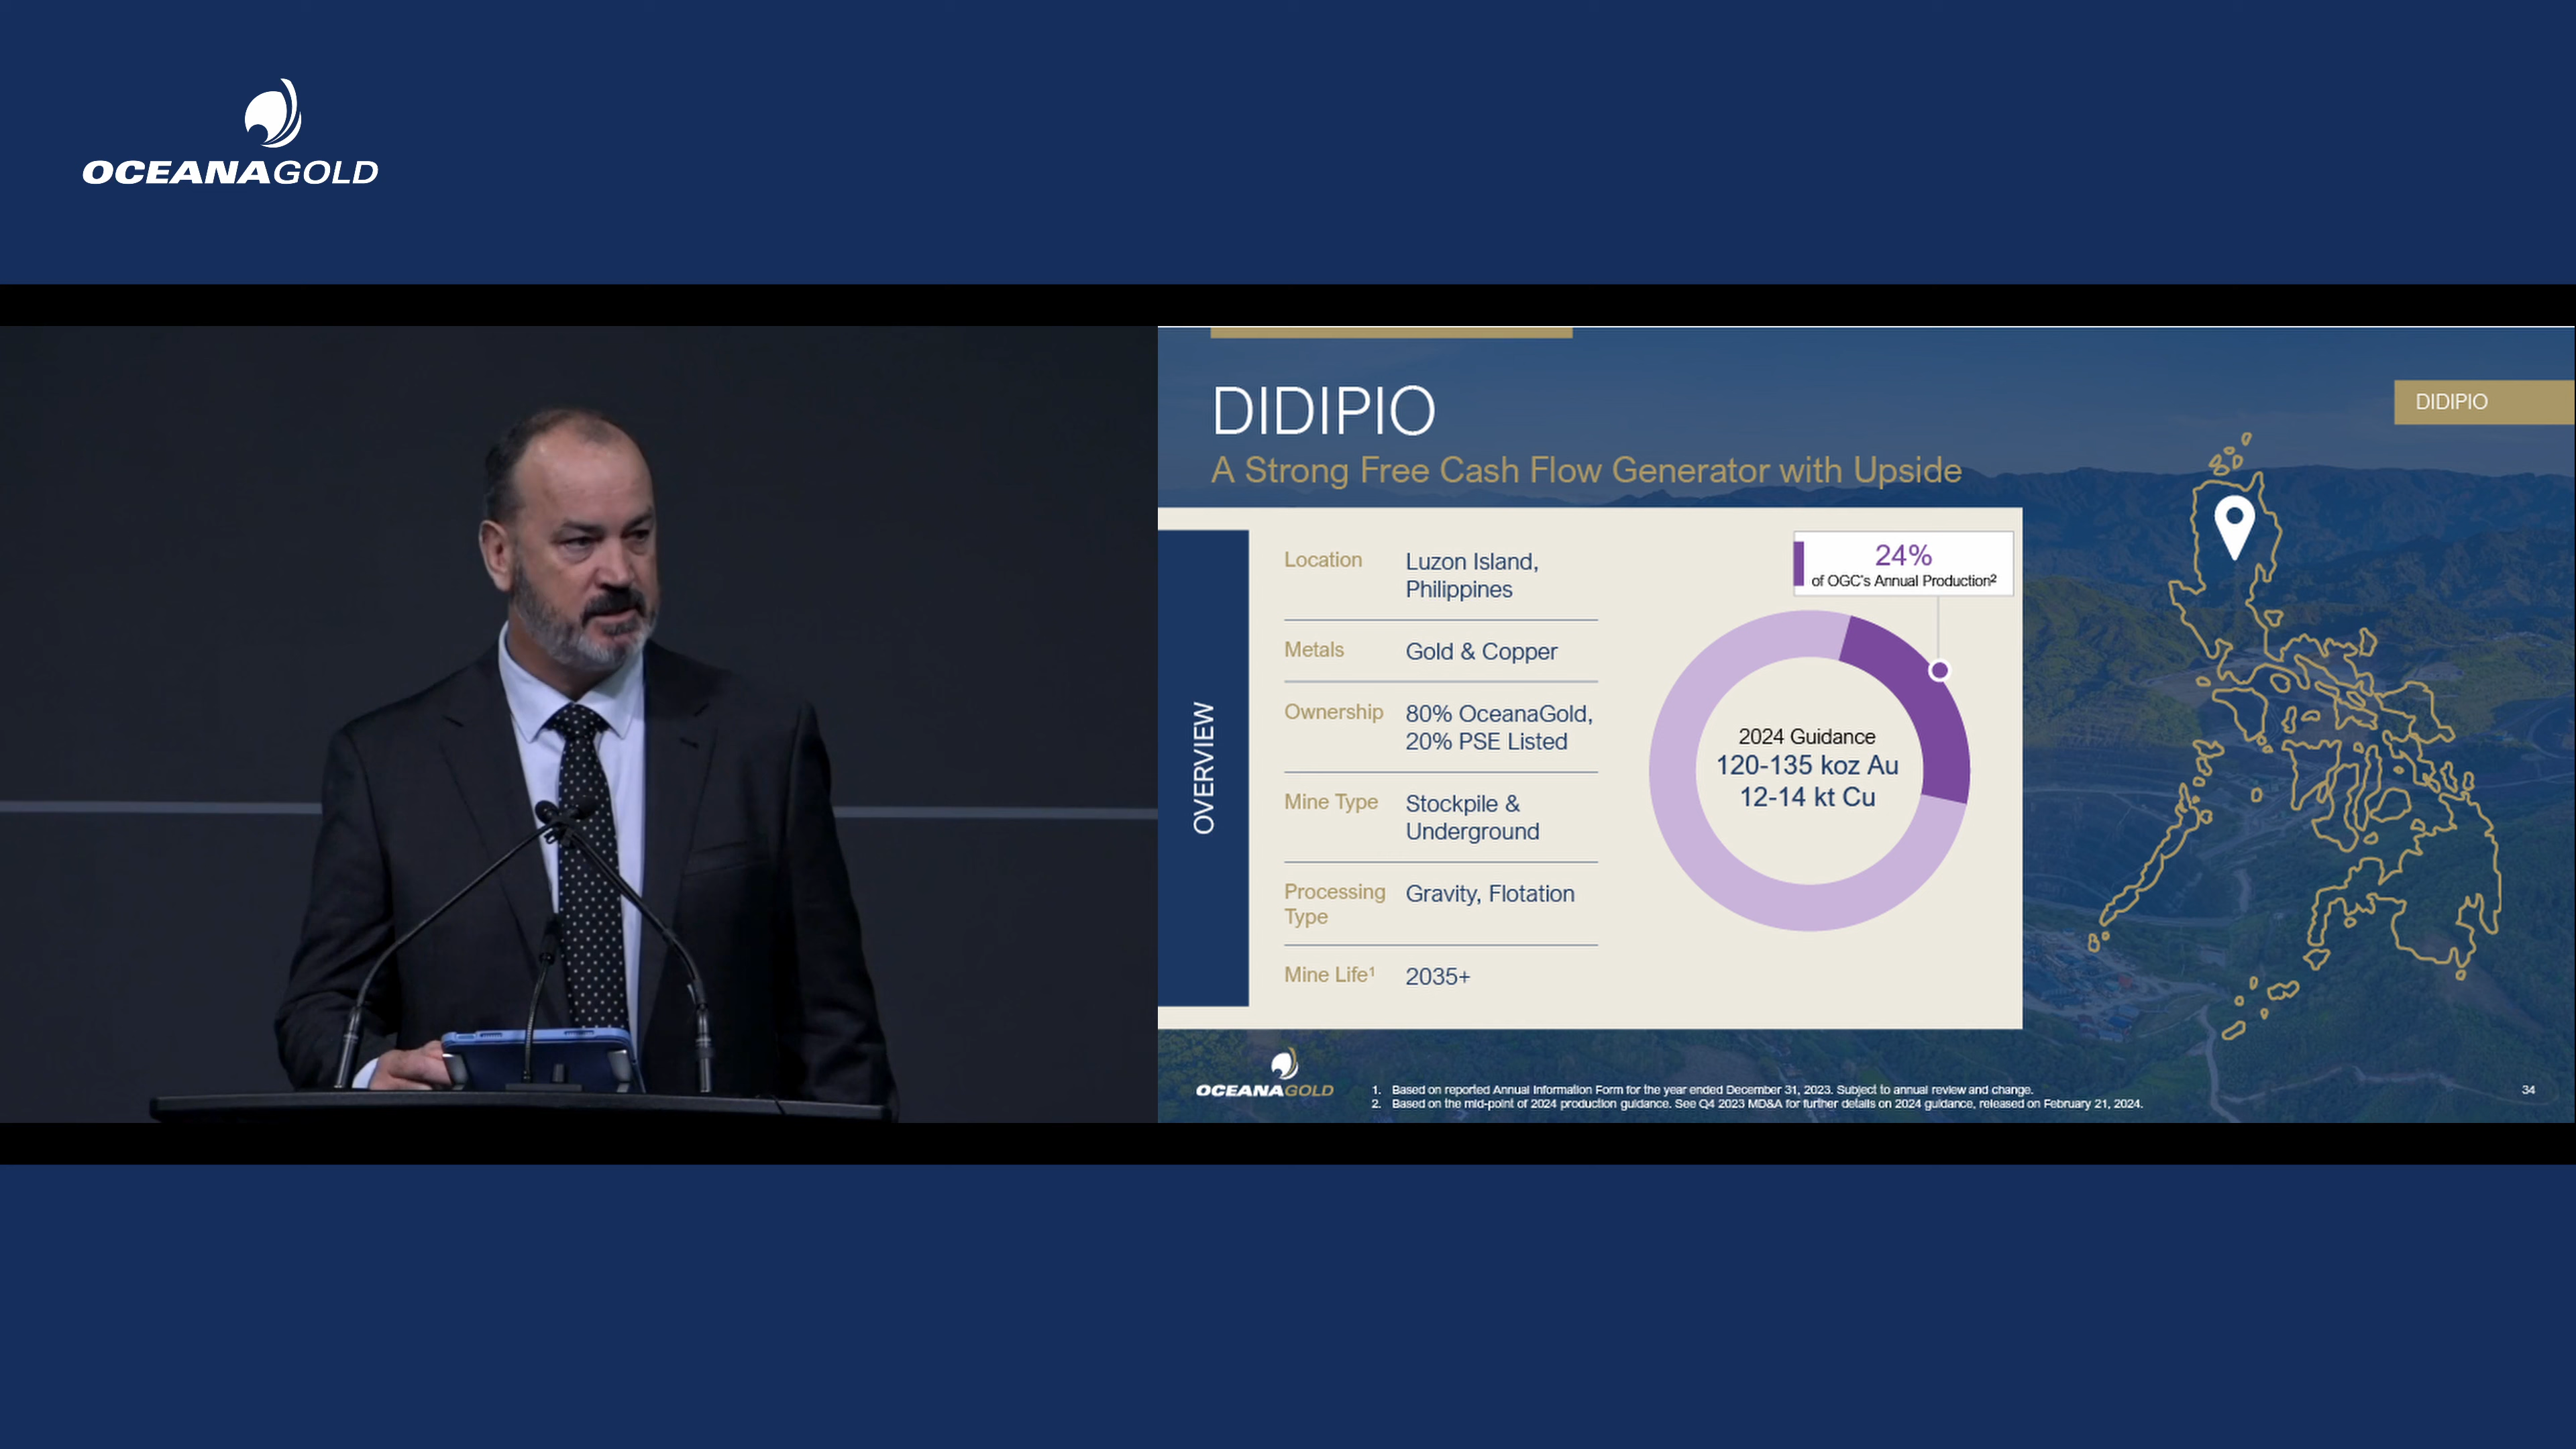 OCEANAGOLD
DIDIPIO
DIDIPIO
A Strong Free Cash Flow Generator with Upside
OVERVIEW
Location
Luzon Island,
Philippines
Metals
Gold & Copper
Ownership
80% OceanaGold,
20% PSE Listed
Mine Type
Stockpile &
Underground
Processing
Type
Gravity, Flotation
Mine Life¹
2035+
24%
of OGC's Annual Production²
2024 Guidance
120-135 koz Au
12-14 kt Cu
OCEANAGOLD
1. Based on reported Annual Information Form for the year ended December 31, 2023. Subject to annual review and change.
2. Based on the mid-point of 2024 production guidance. See Q4 2023 MD&A for further details on 2024 guidance, released on February 21, 2024.
34